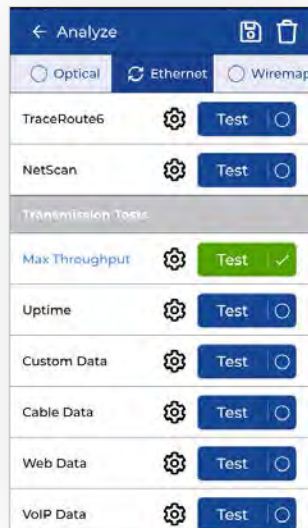 Analyze
Optical Ethernet Wiremap
TraceRoute6 Test
NetScan Test
Transmission Tests
Max Throughput Test
Uptime Test
Custom Data Test
Cable Data Test
Web Data Test
VoIP Data Test